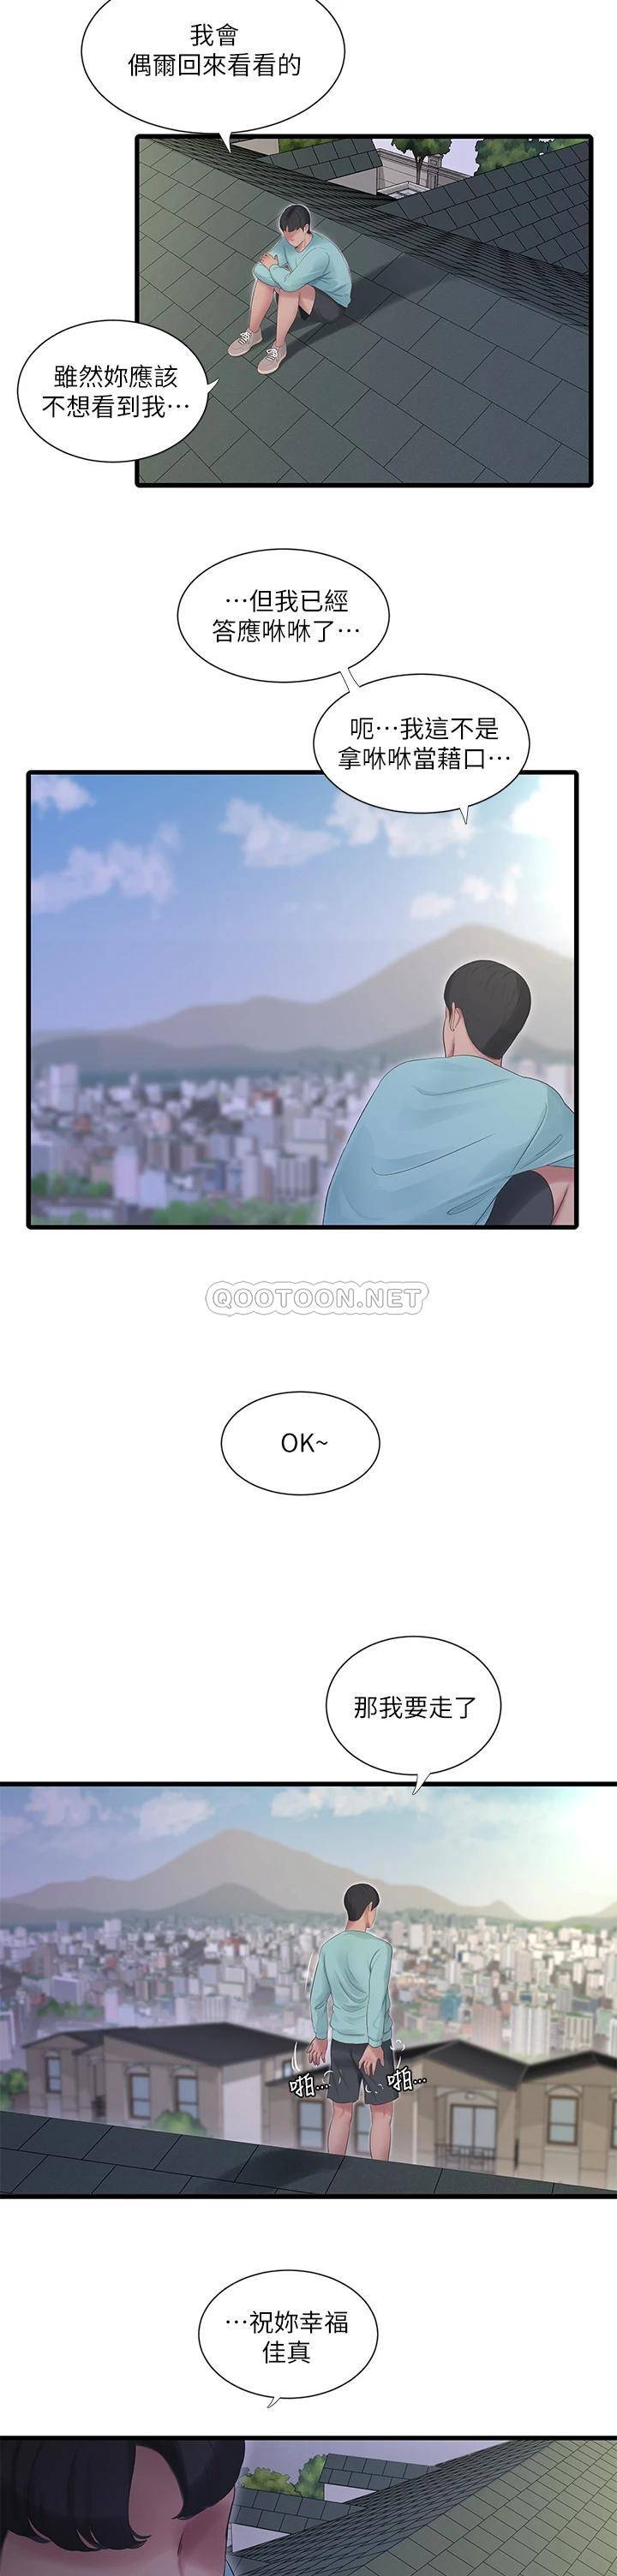 我會
偶爾回來看看的
雖然妳應該
不想看到我⋯
⋯但我已經
答應咻咻了⋯
呃⋯我這不是
拿咻咻當藉口⋯
QOOTOON.NET
OK~
那我要走了
啪...
啪...
⋯祝妳幸福
佳真